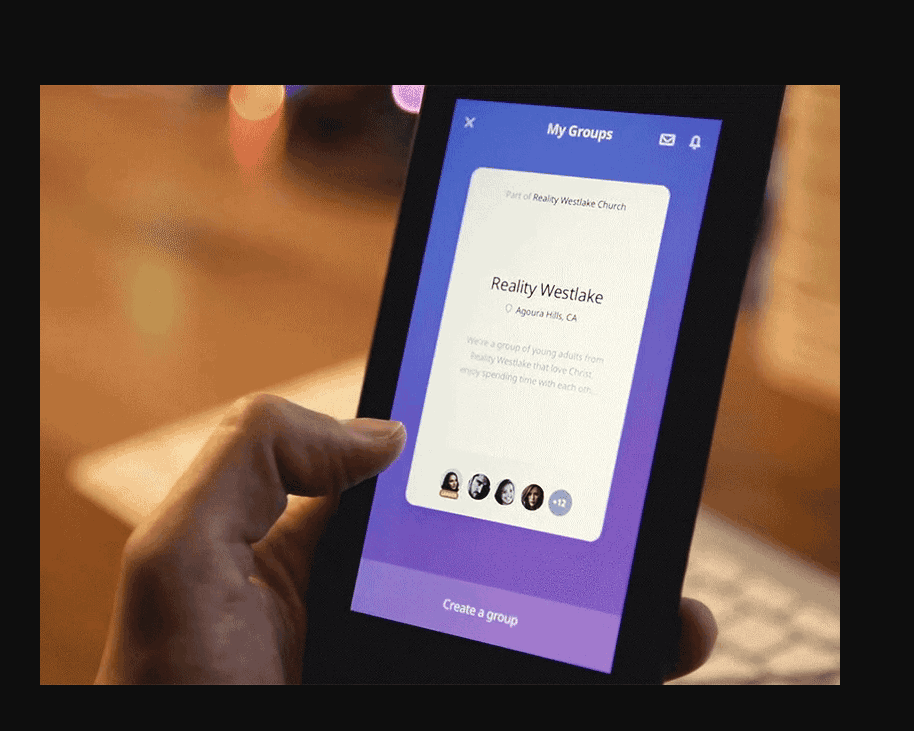 My Groups
Part of Reality Westlake Church
Reality Westlake
Agoura Hills, CA
We're a group of young adults from
Reality Westlake that love Christ,
enjoy spending time with each om...
+12
Create a group